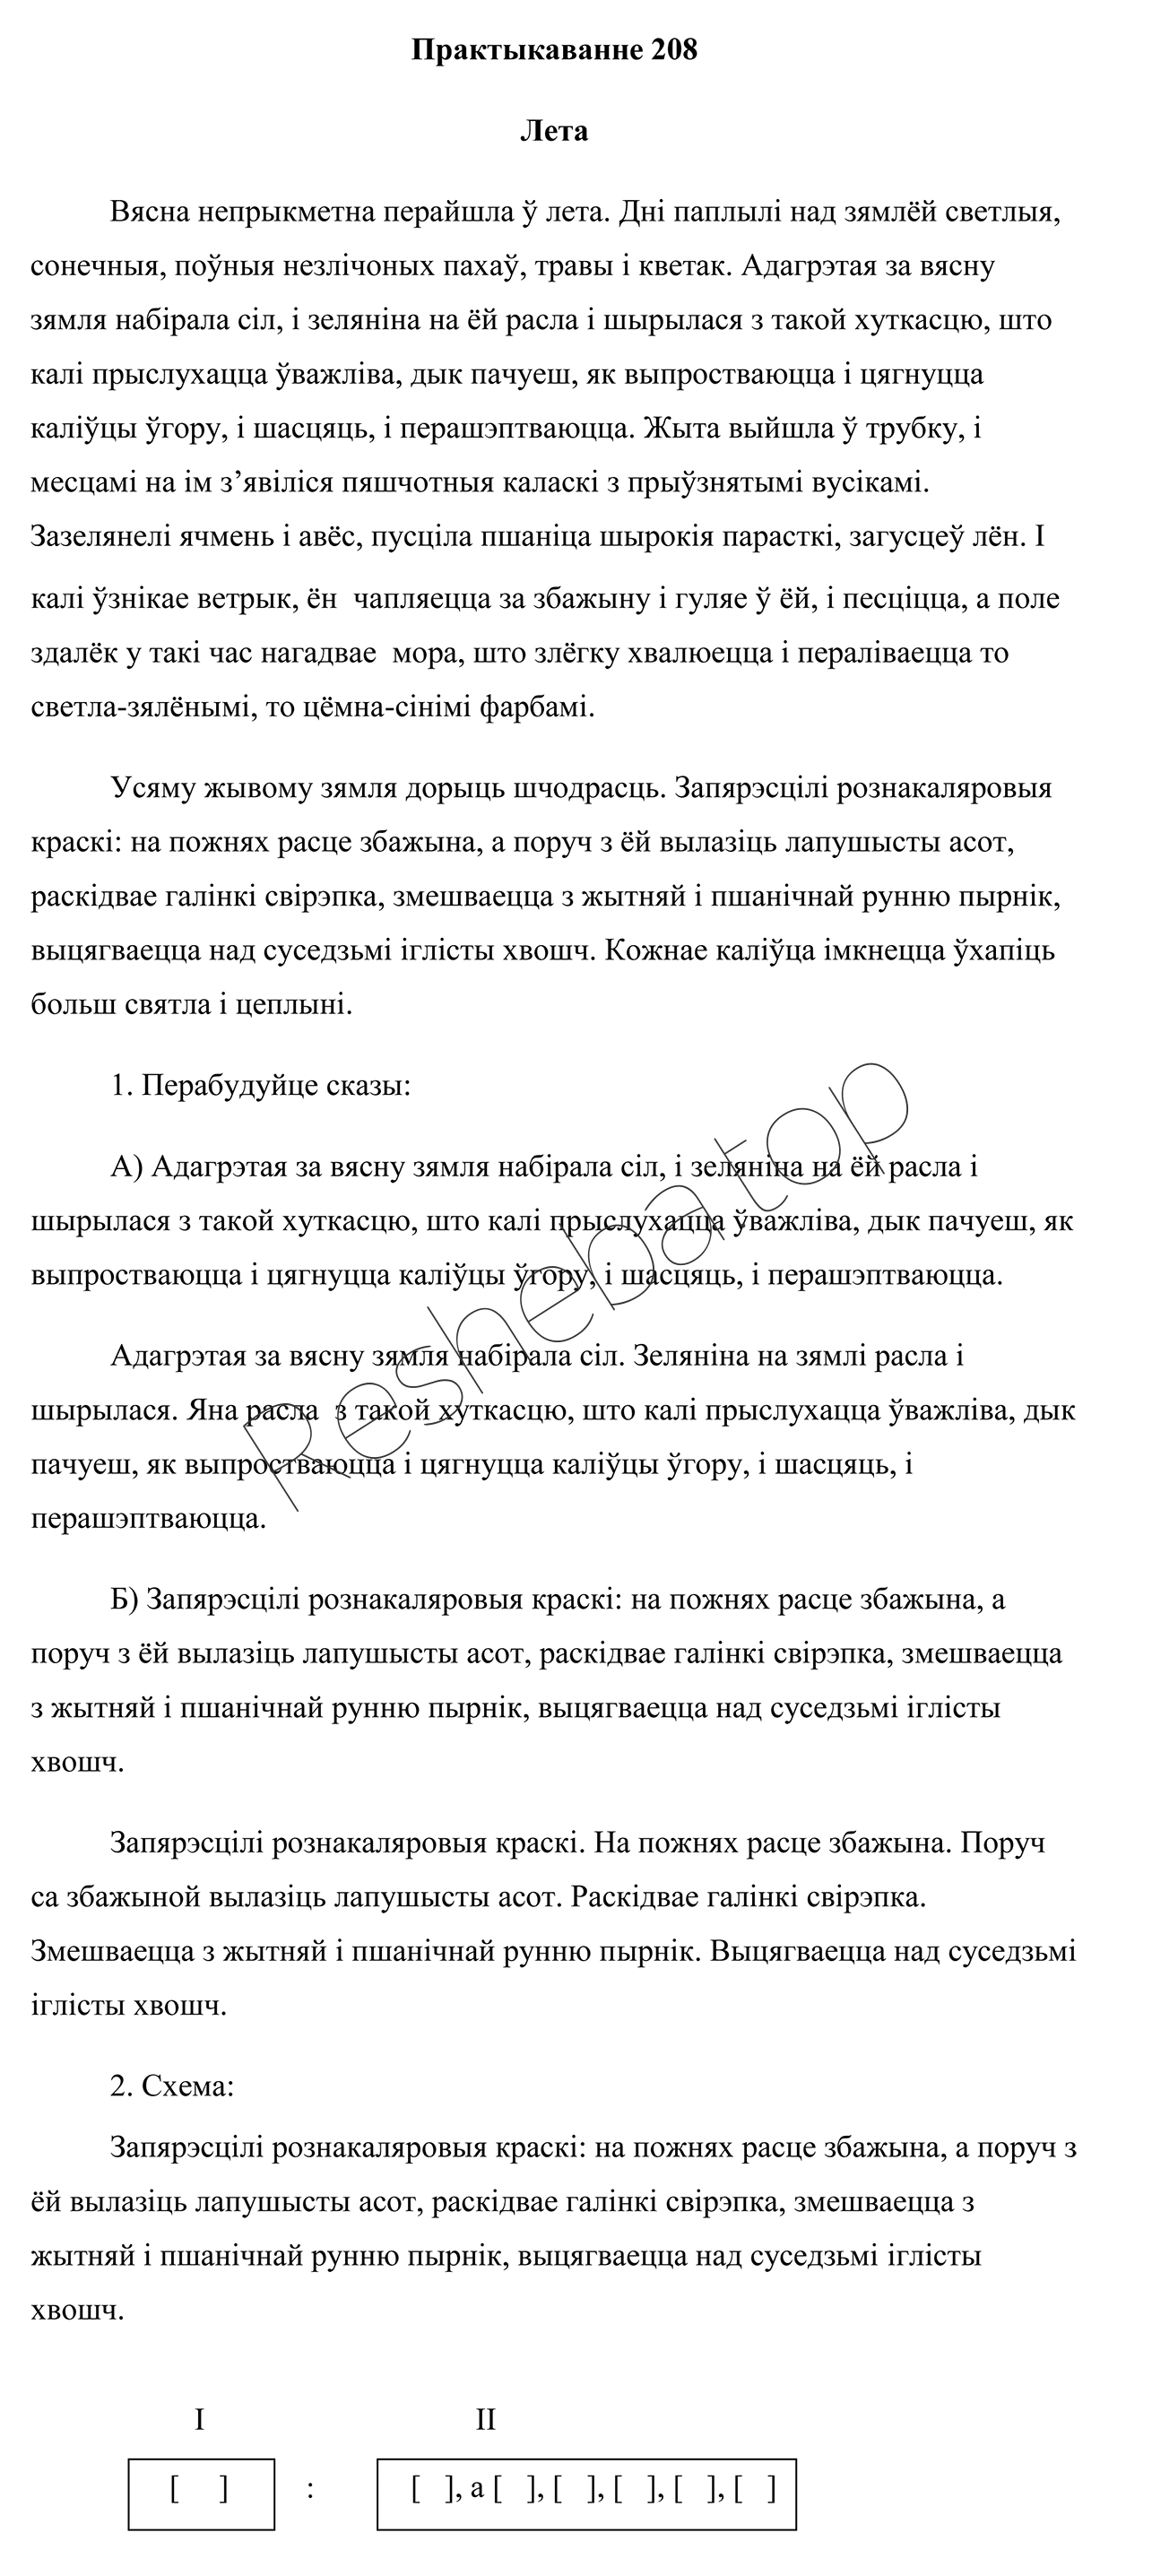 Практыкаванне 208
Лета
Вясна непрыкметна перайшла ў лета. Дні паплылі над зямлёй светлыя,
сонечныя, поўныя незлічоных пахаў, травы і кветак. Адагрэтая за вясну
зямля набірала сіл, і зеляніна на ёй расла і шырылася з такой хуткасцю, што
калі прыслухацца ўважліва, дык пачуеш, як выпростваюцца і цягнуцца
каліўцы ўгору, і шасцяць, і перашэптваюцца. Жыта выйшла ў трубку, і
месцамі на ім з’явіліся пяшчотныя каласкі з прыўзнятымі вусікамі.
Зазелянелі ячмень і авёс, пусціла пшаніца шырокія парасткі, загусцеў лён. І
калі ўзнікае ветрык, ён чапляецца за збажыну і гуляе ў ёй, і песціцца, а поле
здалёк у такі час нагадвае мора, што злёгку хвалюецца і пераліваецца то
светла-зялёнымі, то цёмна-сінімі фарбамі.
Усяму жывому зямля дорыць шчодрасць. Запярэсцілі рознакаляровыя
краскі: на пожнях расце збажына, а поруч з ёй вылазіць лапушысты асот,
раскідвае галінкі свірэпка, змешваецца з жытняй і пшанічнай рунню пырнік,
выцягваецца над суседзьмі іглісты хвошч. Кожнае каліўца імкнецца ўхапіць
больш святла і цеплыні.
1. Перабудуйце сказы:
А) Адагрэтая за вясну зямля набірала сіл, і зеляніна на ёй расла і
шырылася з такой хуткасцю, што калі прыслухацца ўважліва, дык пачуеш, як
выпростваюцца і цягнуцца каліўцы ўгору, і шасцяць, і перашэптваюцца.
Адагрэтая за вясну зямля набірала сіл. Зеляніна на зямлі расла і
шырылася. Яна расла з такой хуткасцю, што калі прыслухацца ўважліва, дык
пачуеш, як выпростваюцца і цягнуцца каліўцы ўгору, і шасцяць, і
перашэптваюцца.
Б) Запярэсцілі рознакаляровыя краскі: на пожнях расце збажына, а
поруч з ёй вылазіць лапушысты асот, раскідвае галінкі свірэпка, змешваецца
з жытняй і пшанічнай рунню пырнік, выцягваецца над суседзьмі іглісты
хвошч.
Запярэсцілі рознакаляровыя краскі. На пожнях расце збажына. Поруч
са збажыной вылазіць лапушысты асот. Раскідвае галінкі свірэпка.
Змешваецца з жытняй і пшанічнай рунню пырнік. Выцягваецца над суседзьмі
іглісты хвошч.
2. Схема:
Запярэсцілі рознакаляровыя краскі: на пожнях расце збажына, а поруч з
ёй вылазіць лапушысты асот, раскідвае галінкі свірэпка, змешваецца з
жытняй і пшанічнай рунню пырнік, выцягваецца над суседзьмі іглісты
хвошч.
I II
[ ] : [ ], а [ ], [ ], [ ], [ ], [ ]
Reshebatop